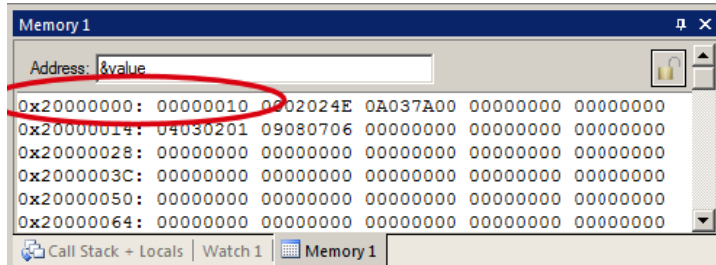 Memory 1
Address: &value
0x20000000: 00000010 0002024E 0A037A00 00000000 00000000
0x20000014: 04030201 09080706 00000000 00000000 00000000
0x20000028: 00000000 00000000 00000000 00000000 00000000
0x2000003C: 00000000 00000000 00000000 00000000 00000000
0x20000050: 00000000 00000000 00000000 00000000 00000000
0x20000064: 00000000 00000000 00000000 00000000 00000000
Call Stack + Locals Watch 1 Memory 1